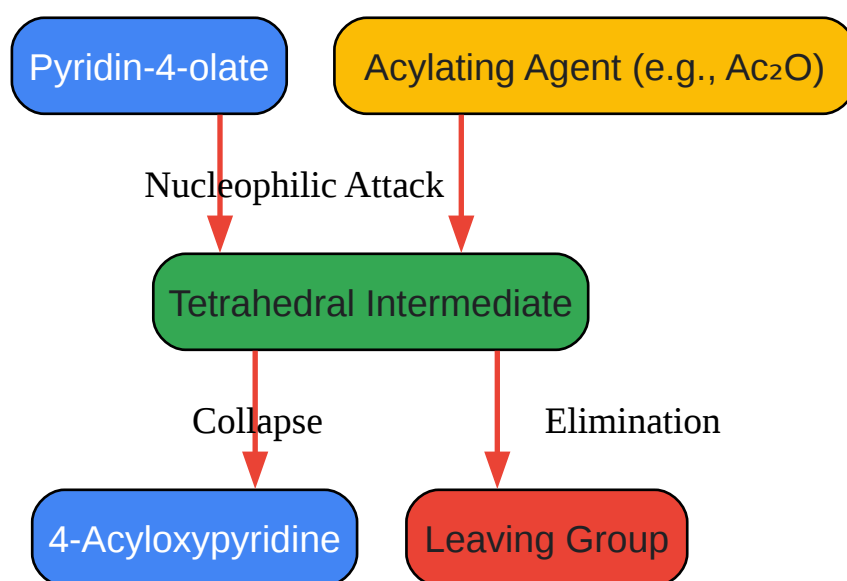 Pyridin-4-olate
Acylating Agent (e.g., Ac₂O)
Nucleophilic Attack
Tetrahedral Intermediate
Collapse
Elimination
4-Acyloxypyridine
Leaving Group